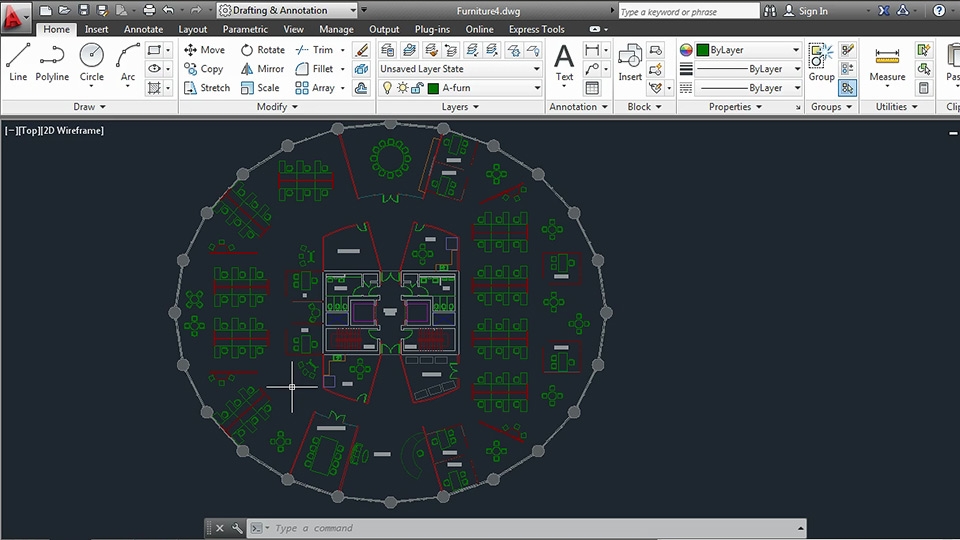 Drafting & Annotation
Furniture4.dwg
Type a keyword or phrase
Sign In
Home
Insert
Annotate
Layout
Parametric
View
Manage
Output
Plug-ins
Online
Express Tools
Line
Polyline
Circle
Arc
Move
Rotate
Trim
Copy
Mirror
Fillet
Stretch
Scale
Array
Unsaved Layer State
A-furn
A
Text
Insert
ByLayer
ByLayer
ByLayer
Group
Measure
Draw
Modify
Layers
Annotation
Block
Properties
Groups
Utilities
[−][Top][2D Wireframe]
Type a command